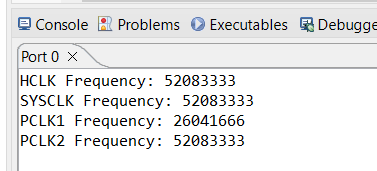 Console Problems Executables Debugge
Port 0
HCLK Frequency: 52083333
SYSCLK Frequency: 52083333
PCLK1 Frequency: 26041666
PCLK2 Frequency: 52083333